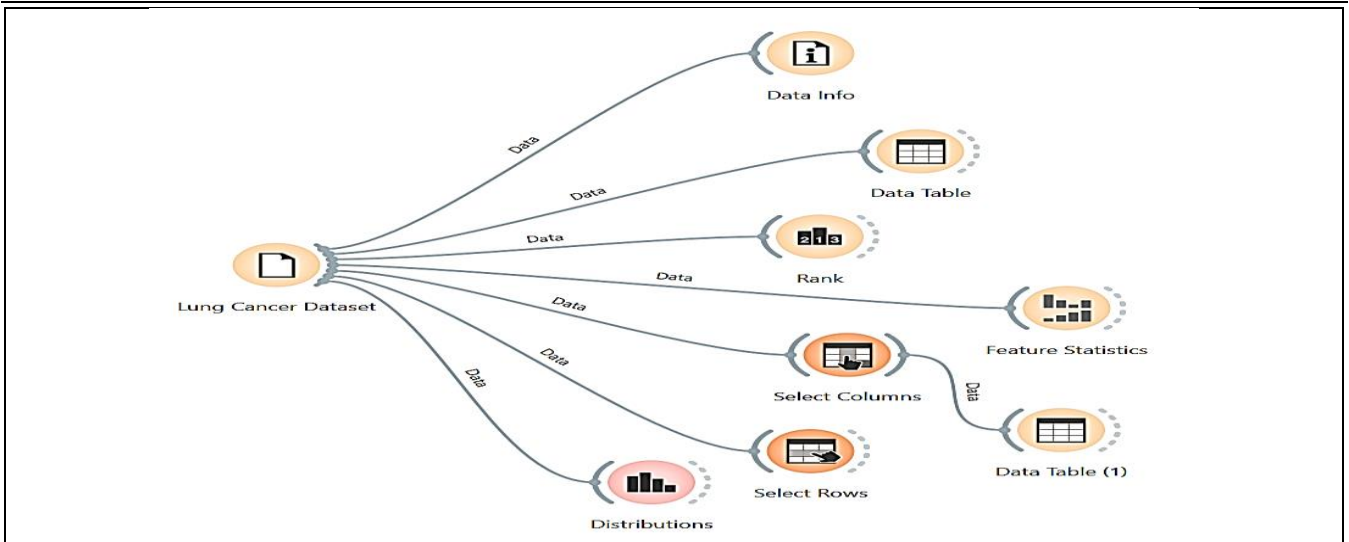 Data Info
Data
Data Table
Data
Data
Rank
Data
Lung Cancer Dataset
Data
Feature Statistics
Data
Select Columns
Data
Data
Data Table (1)
Select Rows
Distributions